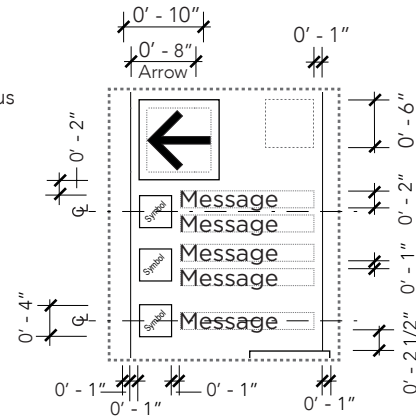 0' - 10"
0' - 8"
Arrow
0' - 1"
us
0' - 6"
0' - 2"
Message
Symbol
Message
0' - 2"
℄
Message
Symbol
Message
0' - 1"
0' - 4"
℄
Symbol
Message
0' - 2 1/2"
0' - 1"
0' - 1"
0' - 1"
0' - 1"